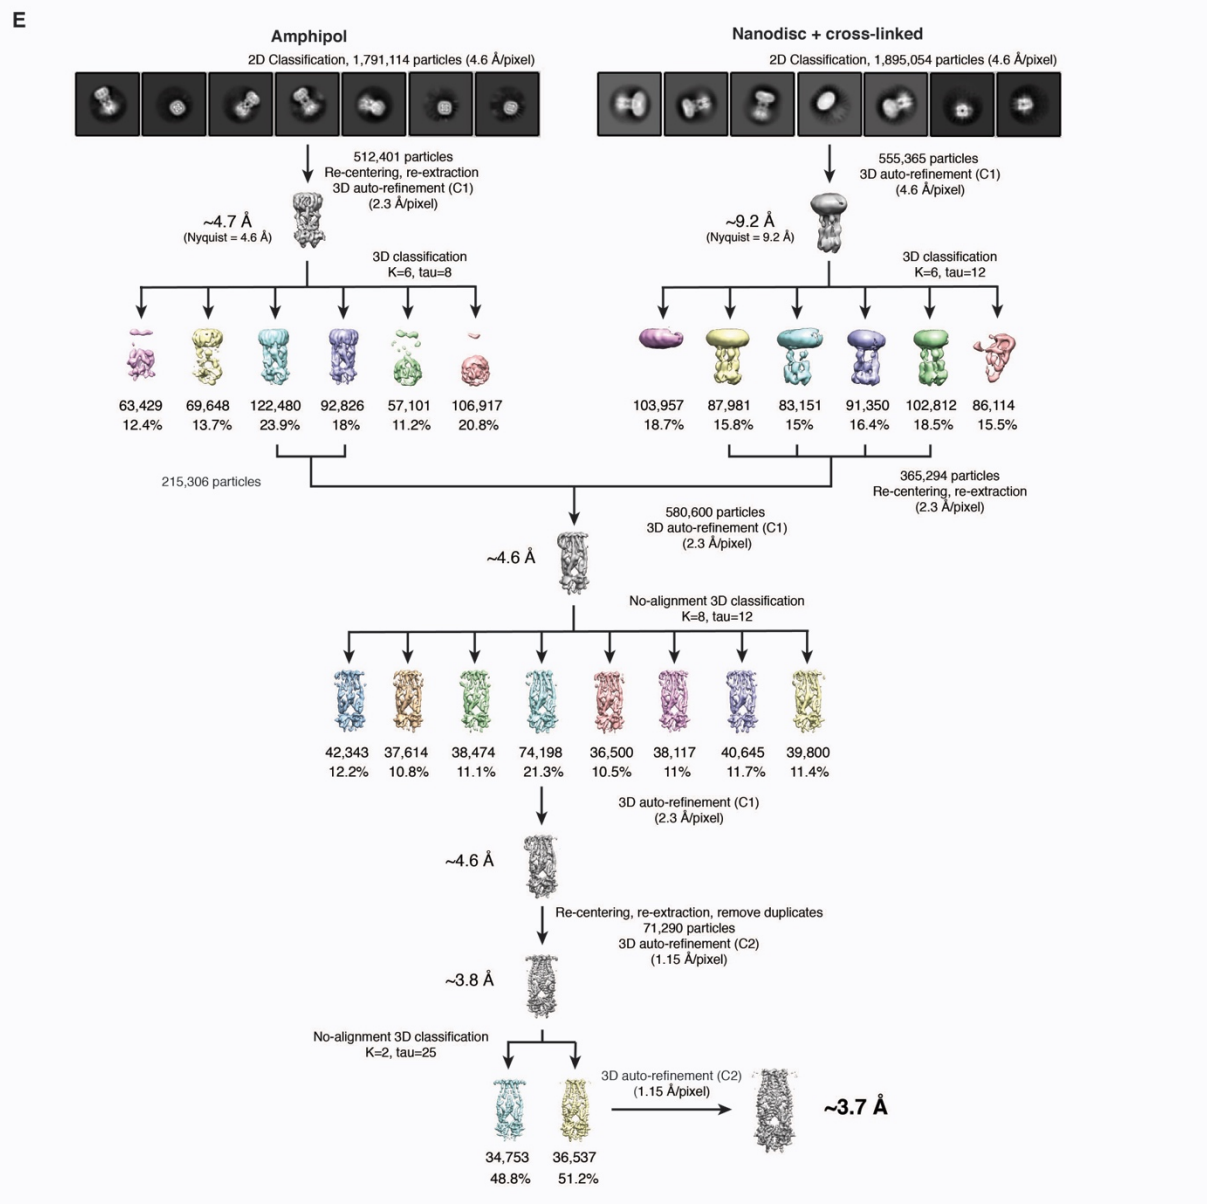 E
Amphipol
2D Classification, 1,791,114 particles (4.6 Å/pixel)
512,401 particles
Re-centering, re-extraction
3D auto-refinement (C1)
(2.3 Å/pixel)
~4.7 Å
(Nyquist = 4.6 Å)
3D classification
K=6, tau=8
63,429 69,648 122,480 92,826 57,101 106,917
12.4% 13.7% 23.9% 18% 11.2% 20.8%
215,306 particles
Nanodisc + cross-linked
2D Classification, 1,895,054 particles (4.6 Å/pixel)
555,365 particles
3D auto-refinement (C1)
(4.6 Å/pixel)
~9.2 Å
(Nyquist = 9.2 Å)
3D classification
K=6, tau=12
103,957 87,981 83,151 91,350 102,812 86,114
18.7% 15.8% 15% 16.4% 18.5% 15.5%
365,294 particles
Re-centering, re-extraction
(2.3 Å/pixel)
580,600 particles
3D auto-refinement (C1)
(2.3 Å/pixel)
~4.6 Å
No-alignment 3D classification
K=8, tau=12
42,343 37,614 38,474 74,198 36,500 38,117 40,645 39,800
12.2% 10.8% 11.1% 21.3% 10.5% 11% 11.7% 11.4%
3D auto-refinement (C1)
(2.3 Å/pixel)
~4.6 Å
Re-centering, re-extraction, remove duplicates
71,290 particles
3D auto-refinement (C2)
(1.15 Å/pixel)
~3.8 Å
No-alignment 3D classification
K=2, tau=25
3D auto-refinement (C2)
(1.15 Å/pixel)
~3.7 Å
34,753 36,537
48.8% 51.2%